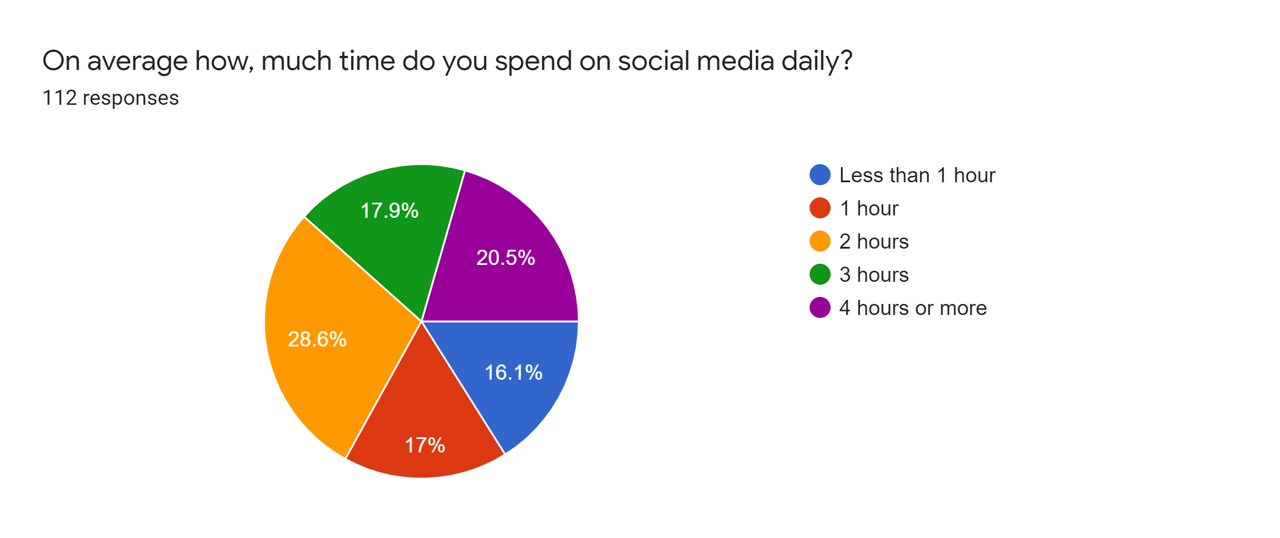 On average how, much time do you spend on social media daily?
112 responses
17.9%
20.5%
28.6%
16.1%
17%
Less than 1 hour
1 hour
2 hours
3 hours
4 hours or more